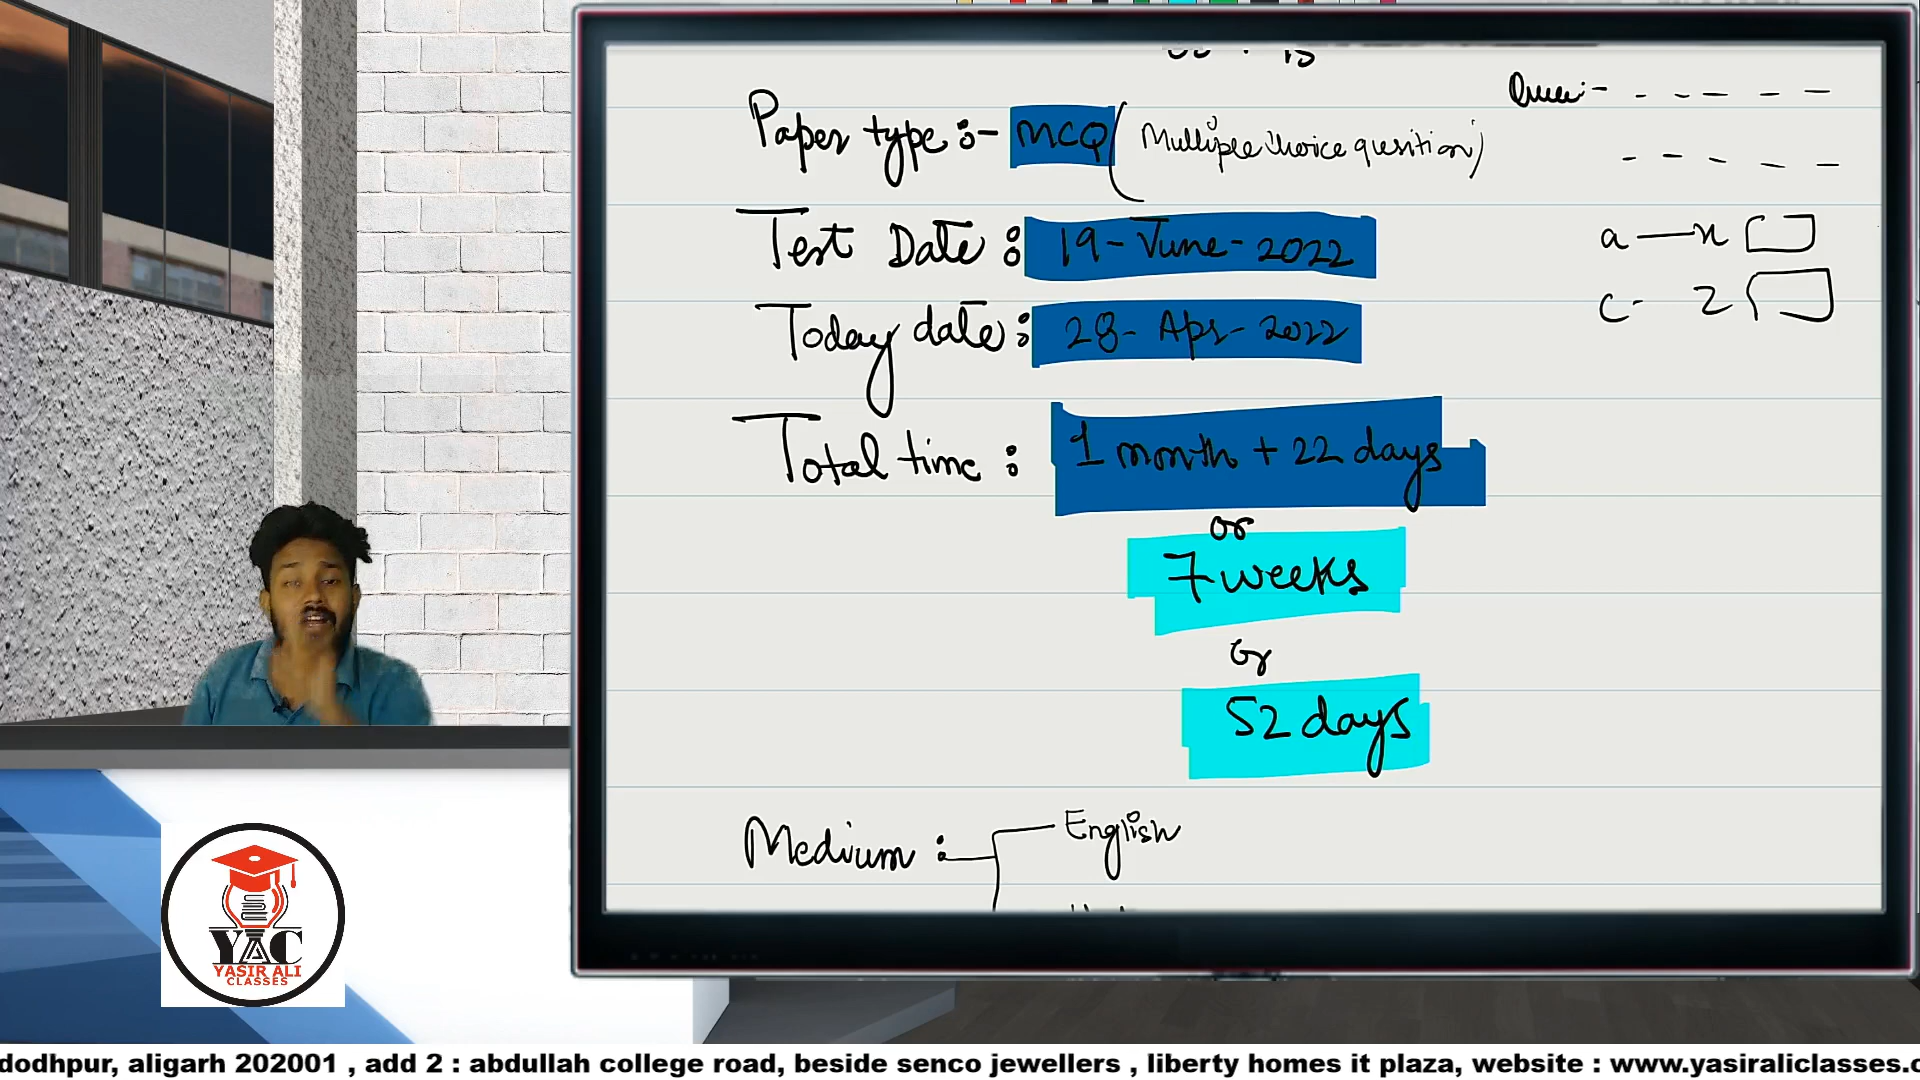 Ques:-
Paper type :- MCQ ( Multiple choice quesition)
Test Date : 19-June-2022
a — x
Today date : 28-Apr-2022
c - z
Total time : 1 month + 22 days
or
7 weeks
or
52 days
Medium :
English
YAC
YASIR ALI
CLASSES
dodhpur, aligarh 202001 , add 2 : abdullah college road, beside senco jewellers , liberty homes it plaza, website : www.yasiraliclasses.c